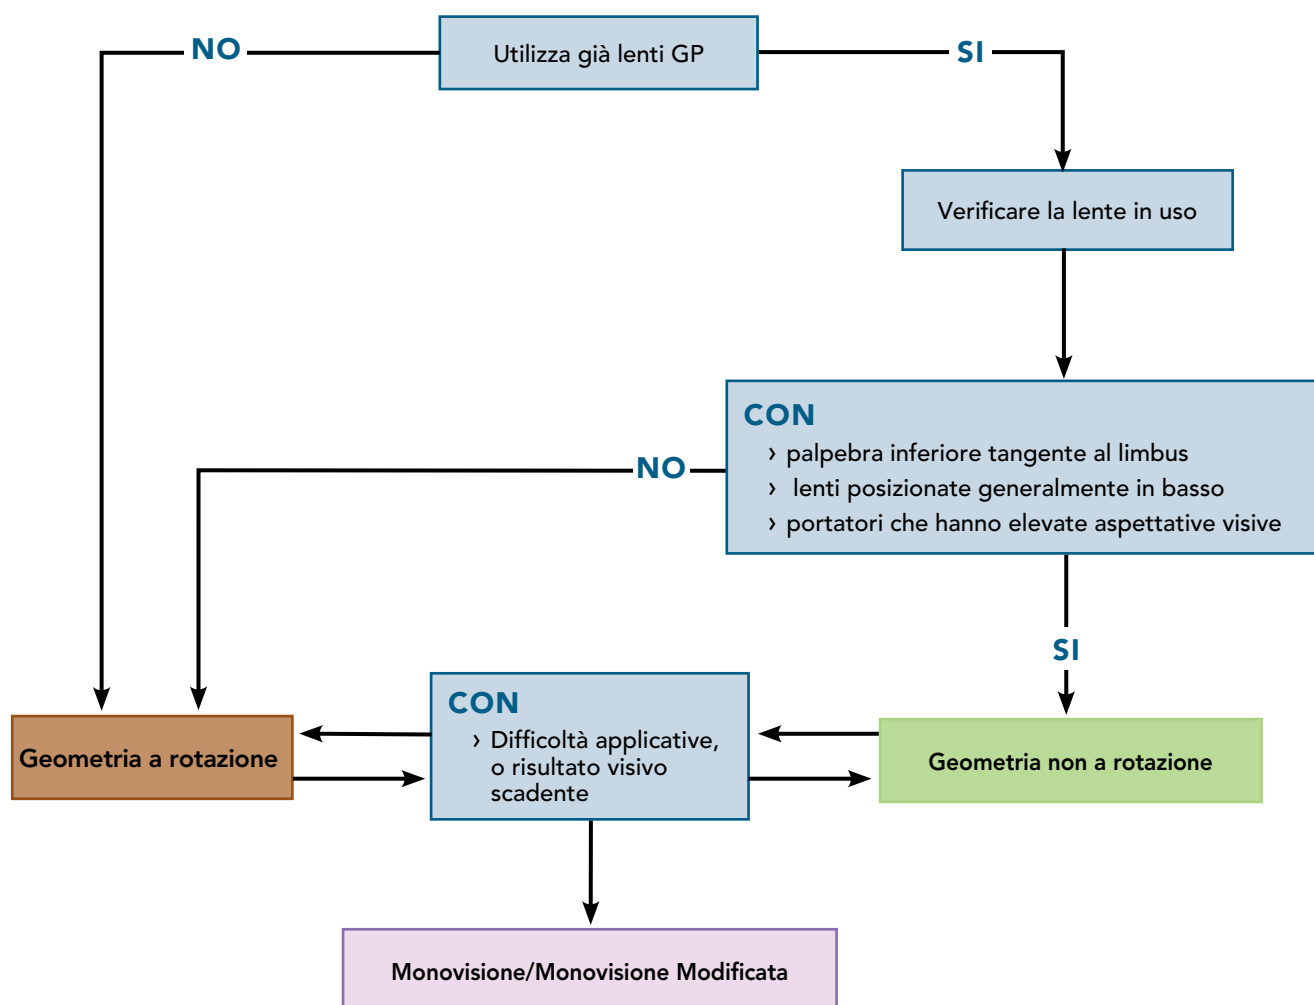 NO
Utilizza già lenti GP
SI
Verificare la lente in uso
CON
› palpebra inferiore tangente al limbus
› lenti posizionate generalmente in basso
› portatori che hanno elevate aspettative visive
NO
SI
CON
› Difficoltà applicative,
o risultato visivo
scadente
Geometria a rotazione
Geometria non a rotazione
Monovisione/Monovisione Modificata